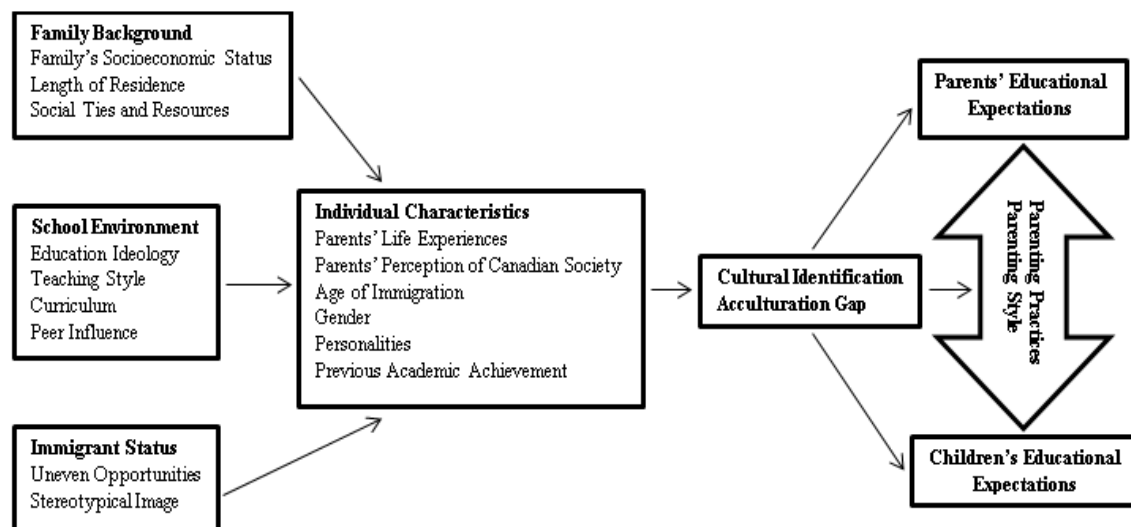 Family Background
Family's Socioeconomic Status
Length of Residence
Social Ties and Resources
School Environment
Education Ideology
Teaching Style
Curriculum
Peer Influence
Immigrant Status
Uneven Opportunities
Stereotypical Image
Individual Characteristics
Parents' Life Experiences
Parents' Perception of Canadian Society
Age of Immigration
Gender
Personalities
Previous Academic Achievement
Cultural Identification
Acculturation Gap
Parents' Educational
Expectations
Parenting Practices
Parenting Style
Children's Educational
Expectations